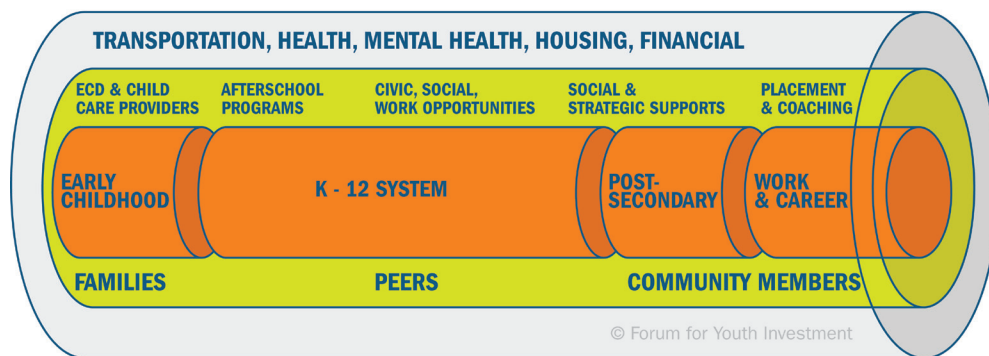 TRANSPORTATION, HEALTH, MENTAL HEALTH, HOUSING, FINANCIAL
ECD & CHILD
CARE PROVIDERS
AFTERSCHOOL
PROGRAMS
CIVIC, SOCIAL,
WORK OPPORTUNITIES
SOCIAL &
STRATEGIC SUPPORTS
PLACEMENT
& COACHING
EARLY
CHILDHOOD
K - 12 SYSTEM
POST-
SECONDARY
WORK
& CAREER
FAMILIES
PEERS
COMMUNITY MEMBERS
© Forum for Youth Investment